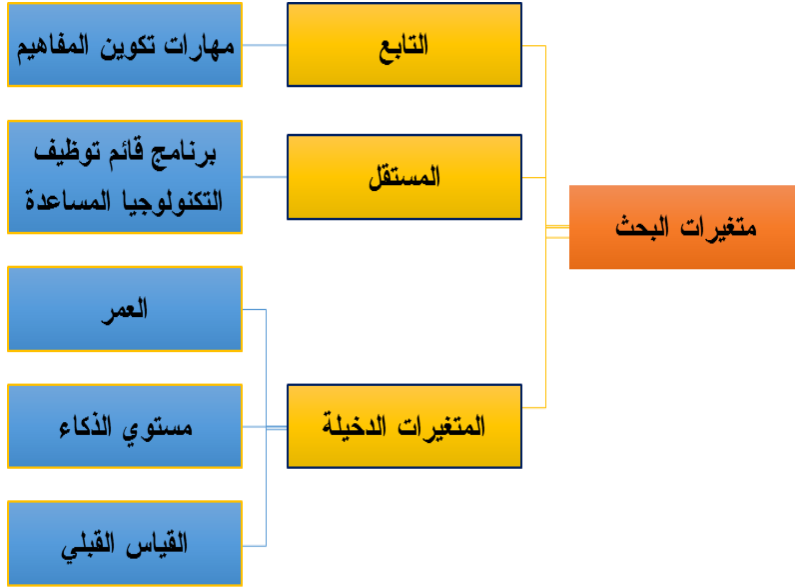 متغيرات البحث
التابع
مهارات تكوين المفاهيم
المستقل
برنامج قائم توظيف
التكنولوجيا المساعدة
المتغيرات الدخيلة
العمر
مستوي الذكاء
القياس القبلي